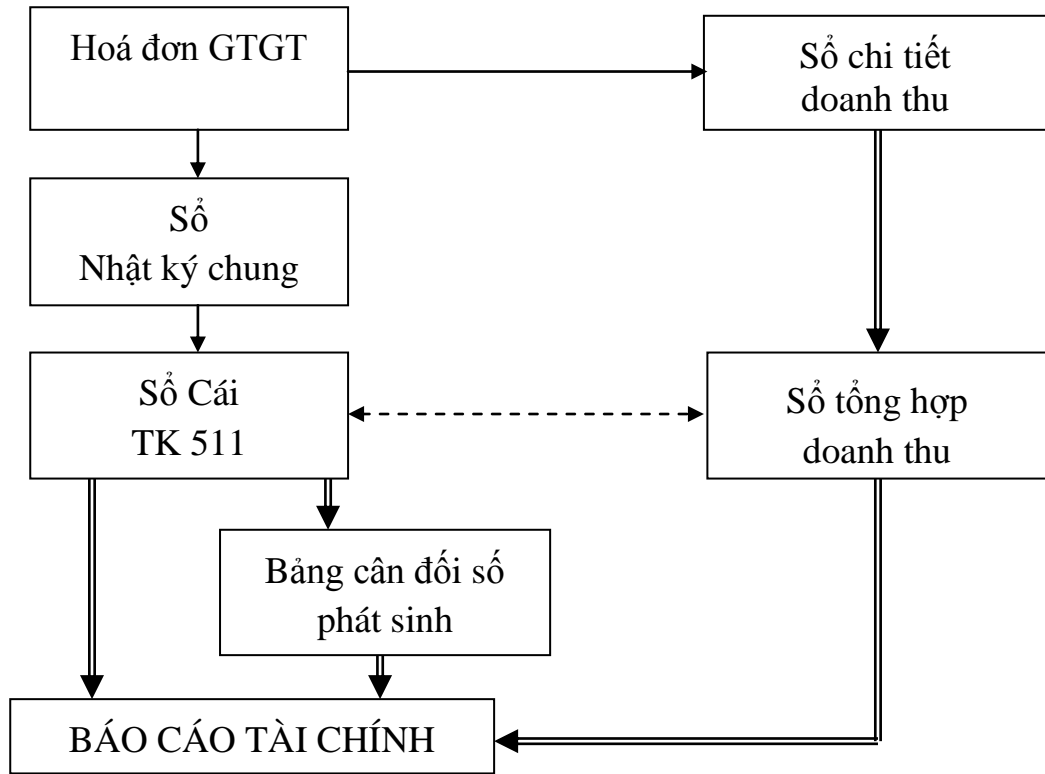 Hoá đơn GTGT
Sổ chi tiết
doanh thu
Sổ
Nhật ký chung
Sổ Cái
TK 511
Sổ tổng hợp
doanh thu
Bảng cân đối số
phát sinh
BÁO CÁO TÀI CHÍNH